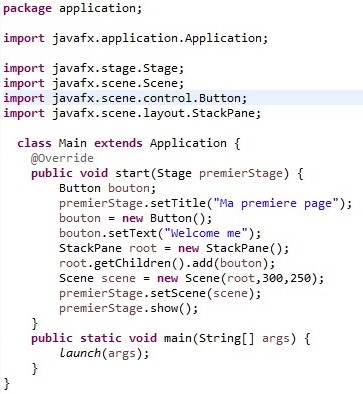 package application;
import javafx.application.Application;
import javafx.stage.Stage;
import javafx.scene.Scene;
import javafx.scene.control.Button;
import javafx.scene.layout.StackPane;
class Main extends Application {
@Override
public void start(Stage premierStage) {
Button bouton;
premierStage.setTitle("Ma premiere page");
bouton = new Button();
bouton.setText("Welcome me");
StackPane root = new StackPane();
root.getChildren().add(bouton);
Scene scene = new Scene(root,300,250);
premierStage.setScene(scene);
premierStage.show();
}
public static void main(String[] args) {
launch(args);
}
}